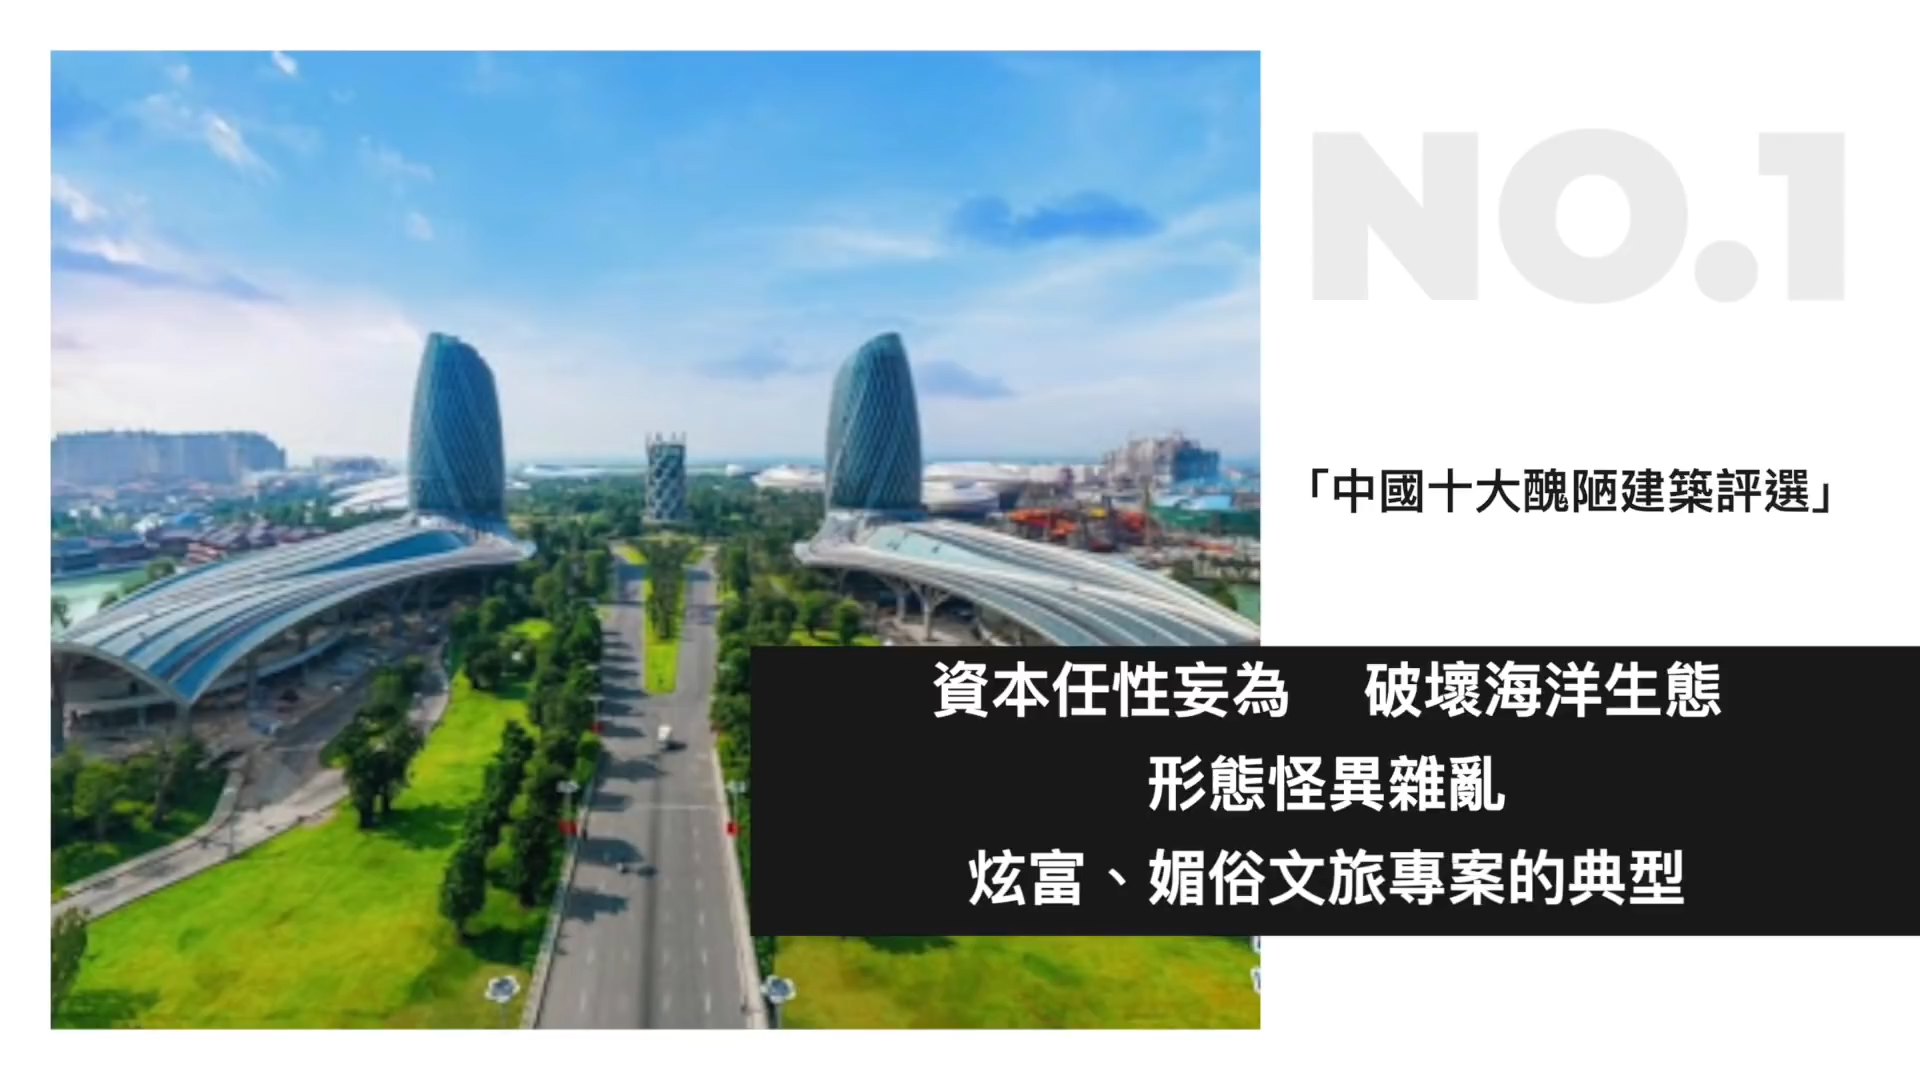 NO.1
「中國十大醜陋建築評選」
資本任性妄為　破壞海洋生態
形態怪異雜亂
炫富、媚俗文旅專案的典型